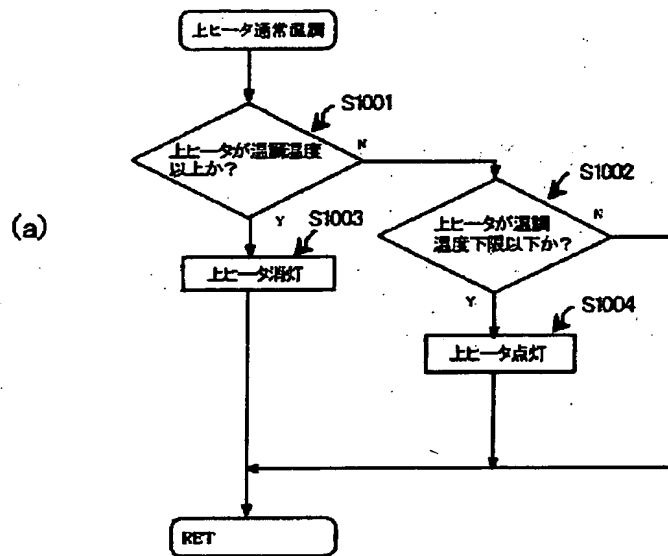 上ヒータ通常温調
S1001
上ヒータが温調温度
以上か?
N
Y
S1002
上ヒータが温調
温度下限以下か?
N
Y
(a)
S1003
上ヒータ消灯
S1004
上ヒータ点灯
RET